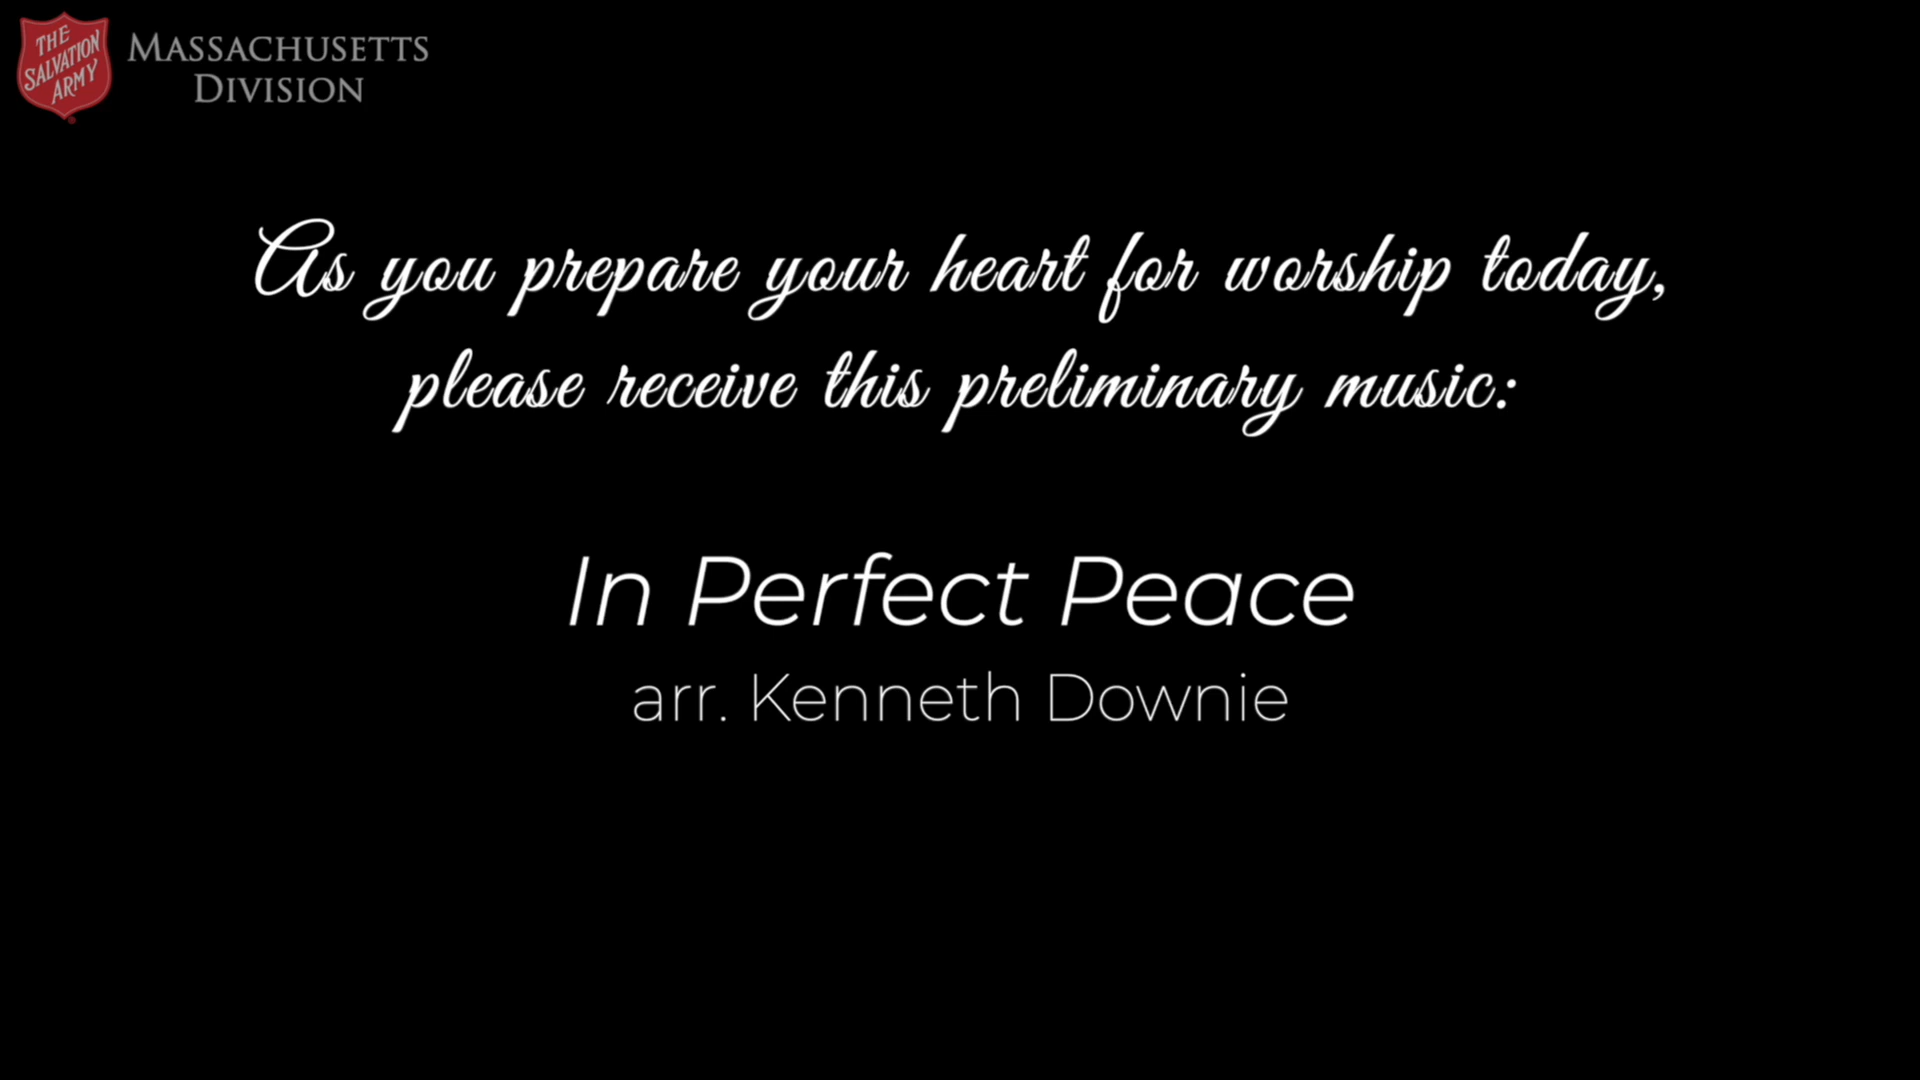 THE
SALVATION
ARMY
MASSACHUSETTS
DIVISION
As you prepare your heart for worship today,
please receive this preliminary music:
In Perfect Peace
arr. Kenneth Downie